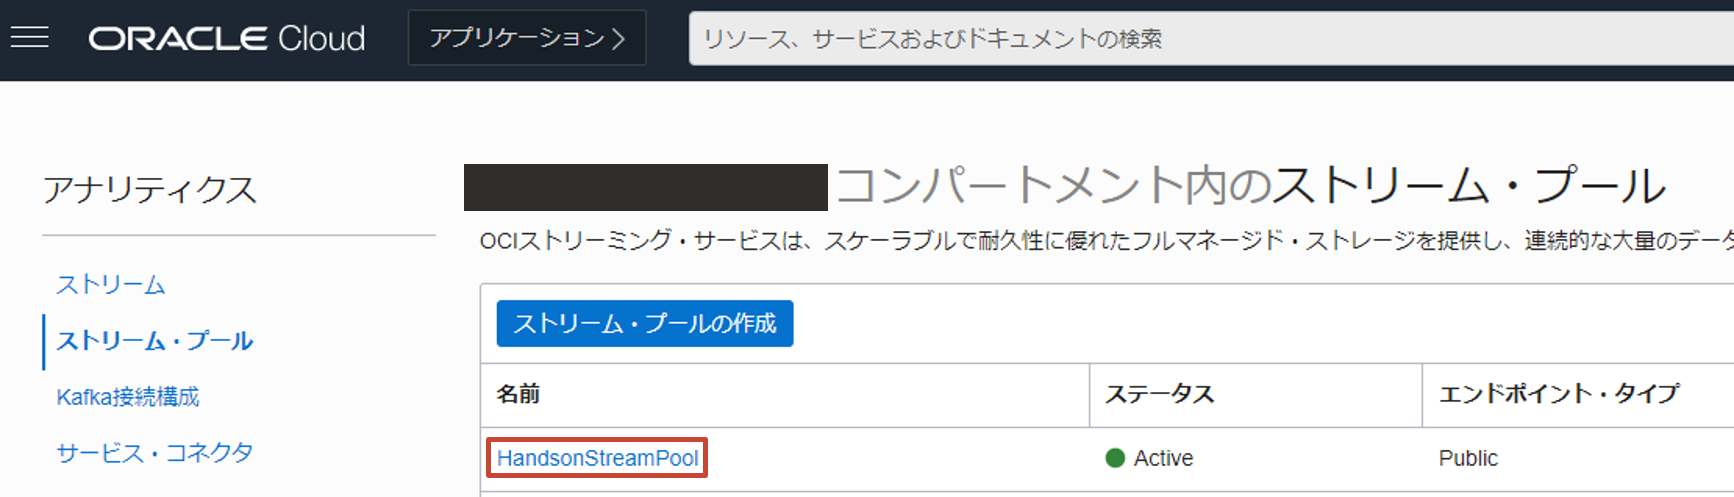 ORACLE Cloud
アプリケーション
リソース、サービスおよびドキュメントの検索
アナリティクス
ストリーム
ストリーム・プール
Kafka接続構成
サービス・コネクタ
コンパートメント内のストリーム・プール
OCIストリーミング・サービスは、スケーラブルで耐久性に優れたフルマネージド・ストレージを提供し、連続的な大量のデータ
ストリーム・プールの作成
名前 ステータス エンドポイント・タイプ
HandsonStreamPool Active Public